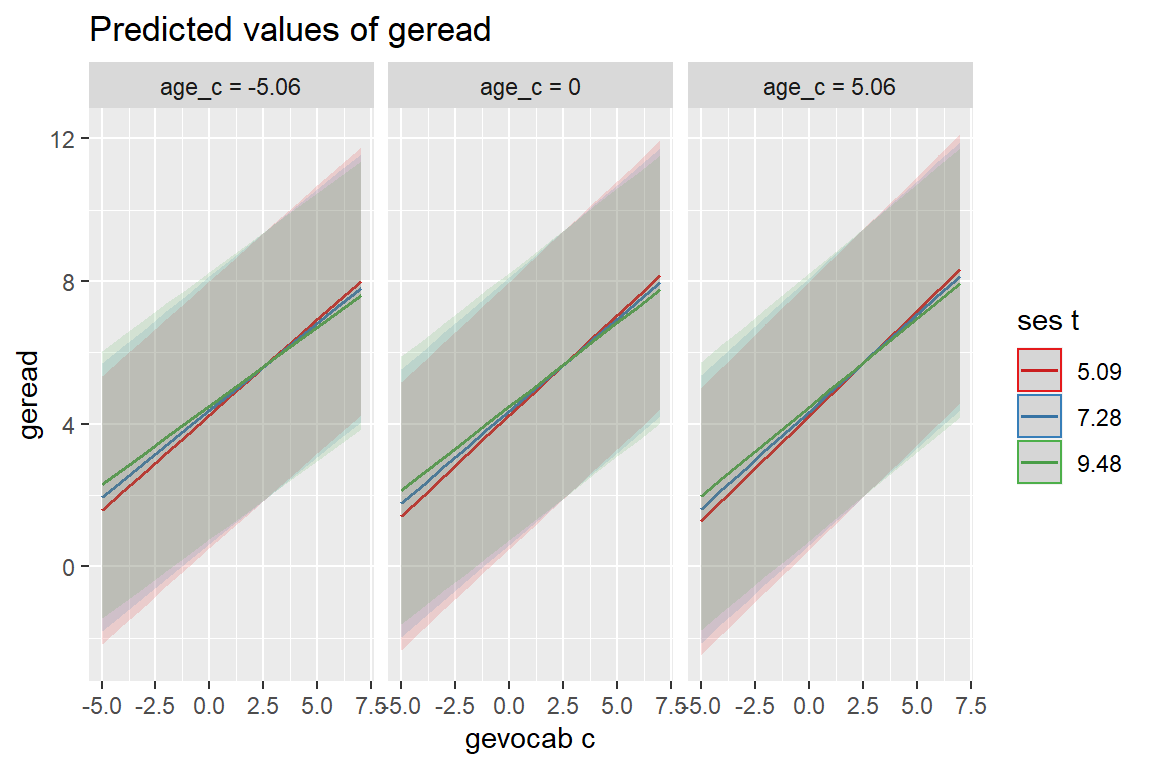 Predicted values of geread
age_c = -5.06 age_c = 0 age_c = 5.06
12
8
4
0
geread
-5.0 -2.5 0.0 2.5 5.0 7.5 -5.0 -2.5 0.0 2.5 5.0 7.5 -5.0 -2.5 0.0 2.5 5.0 7.5
gevocab c
ses t
5.09
7.28
9.48